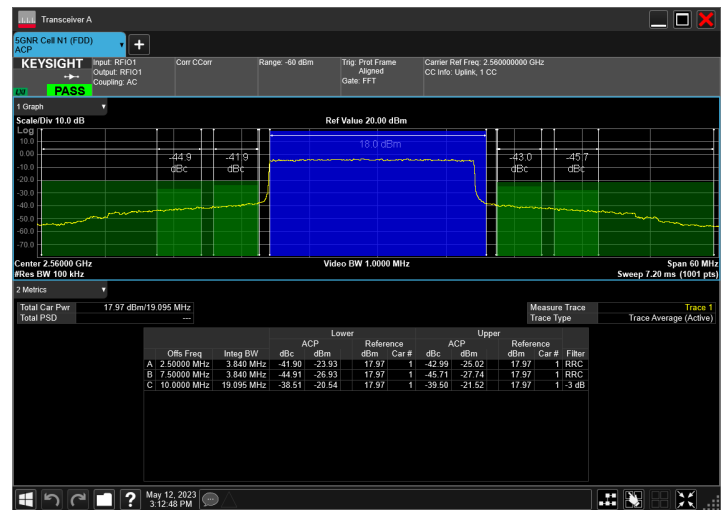 Transceiver A
5GNR Cell N1 (FDD)
ACP
KEYSIGHT
LXI
PASS
Input: RFIO1
Output: RFIO1
Coupling: AC
Corr CCorr
Range: -60 dBm
Trig: Prot Frame
Aligned
Gate: FFT
Carrier Ref Freq: 2.560000000 GHz
CC Info: Uplink, 1 CC
1 Graph
Scale/Div 10.0 dB
Ref Value 20.00 dBm
Log
10.0
0.00
-10.0
-20.0
-30.0
-40.0
-50.0
-60.0
-70.0
-44.9
dBc
-41.9
dBc
18.0 dBm
-43.0
dBc
-45.7
dBc
Center 2.56000 GHz
#Res BW 100 kHz
Video BW 1.0000 MHz
Span 60 MHz
Sweep 7.20 ms (1001 pts)
2 Metrics
Total Car Pwr 17.97 dBm/19.095 MHz
Total PSD ---
Measure Trace Trace 1
Trace Type Trace Average (Active)
Lower Upper
ACP Reference ACP Reference
Offs Freq Integ BW dBc dBm dBm Car # dBc dBm dBm Car # Filter
A 2.50000 MHz 3.840 MHz -41.90 -23.93 17.97 1 -42.99 -25.02 17.97 1 RRC
B 7.50000 MHz 3.840 MHz -44.91 -26.93 17.97 1 -45.71 -27.74 17.97 1 RRC
C 10.0000 MHz 19.095 MHz -38.51 -20.54 17.97 1 -39.50 -21.52 17.97 1 -3 dB
?
May 12, 2023
3:12:48 PM